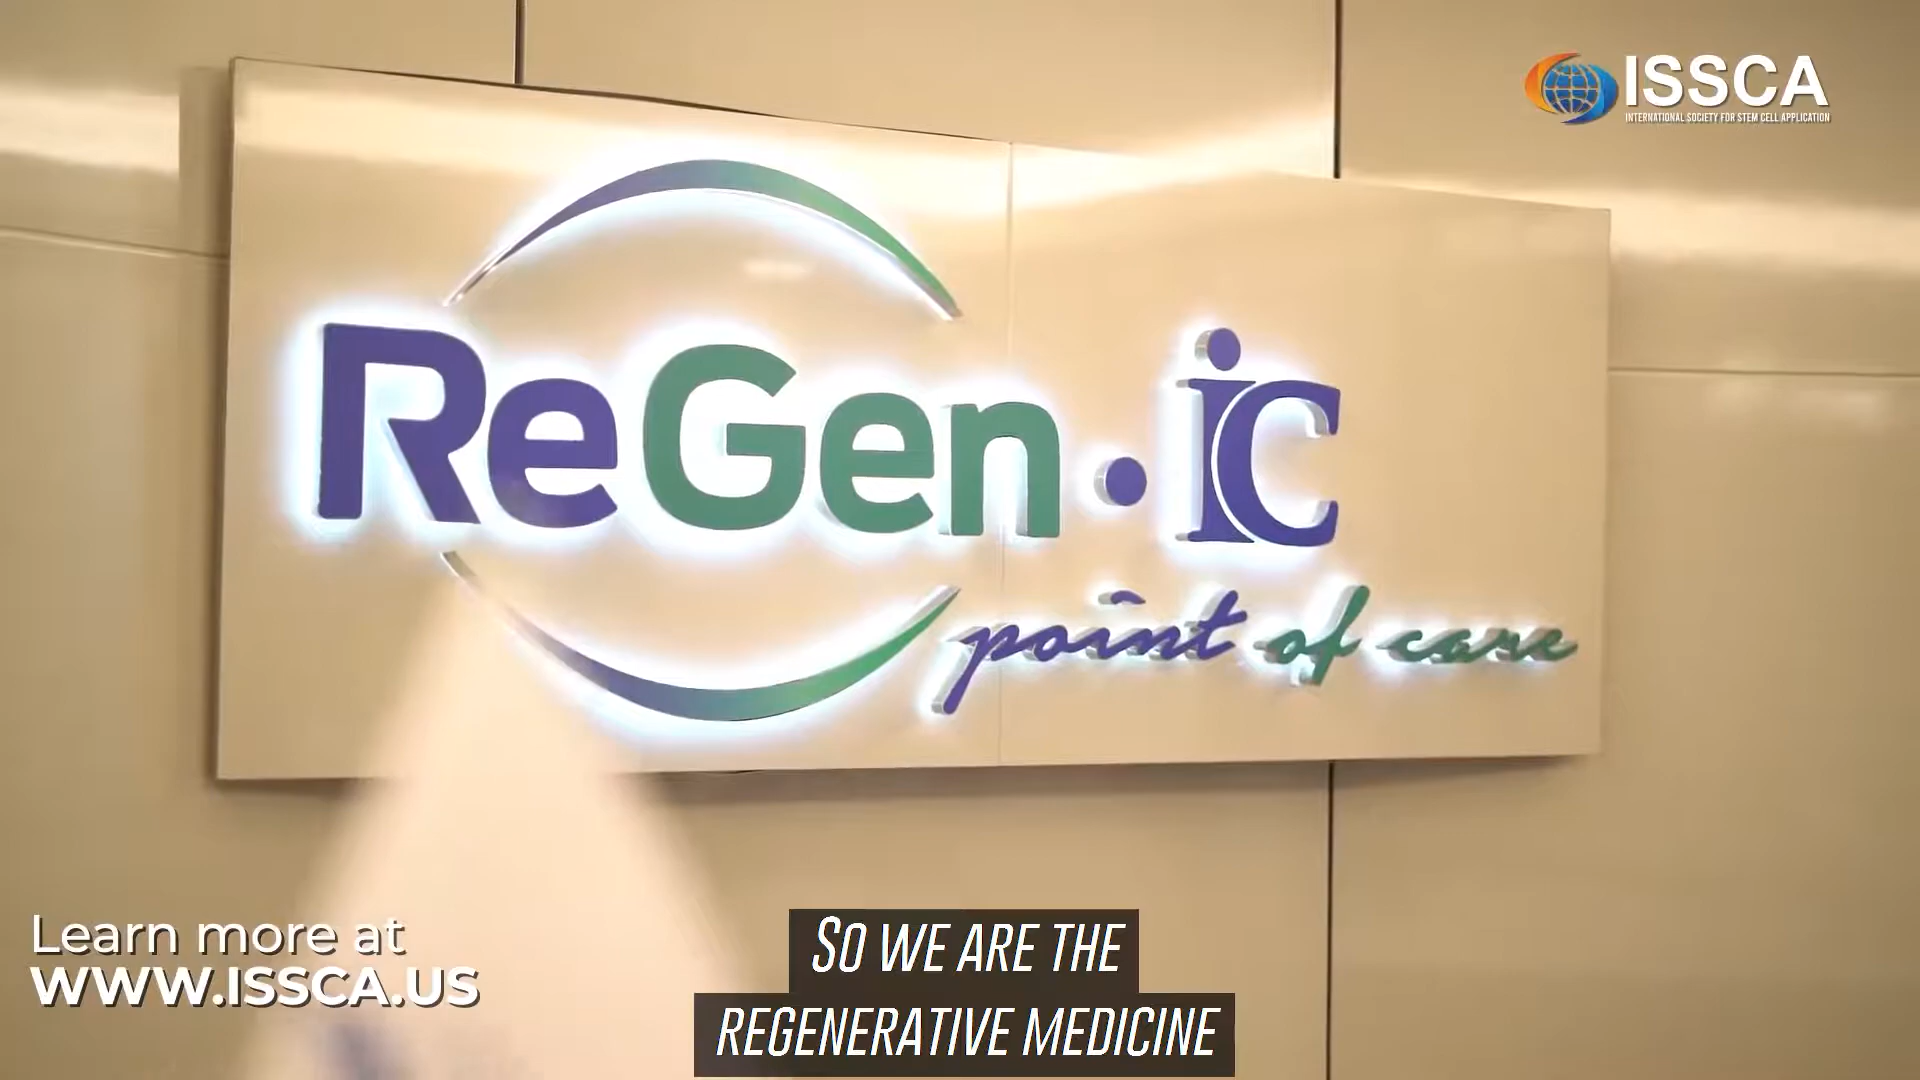 ISSCA
INTERNATIONAL SOCIETY FOR STEM CELL APPLICATION
ReGen·ic
point of care
Learn more at
WWW.ISSCA.US
SO WE ARE THE
REGENERATIVE MEDICINE